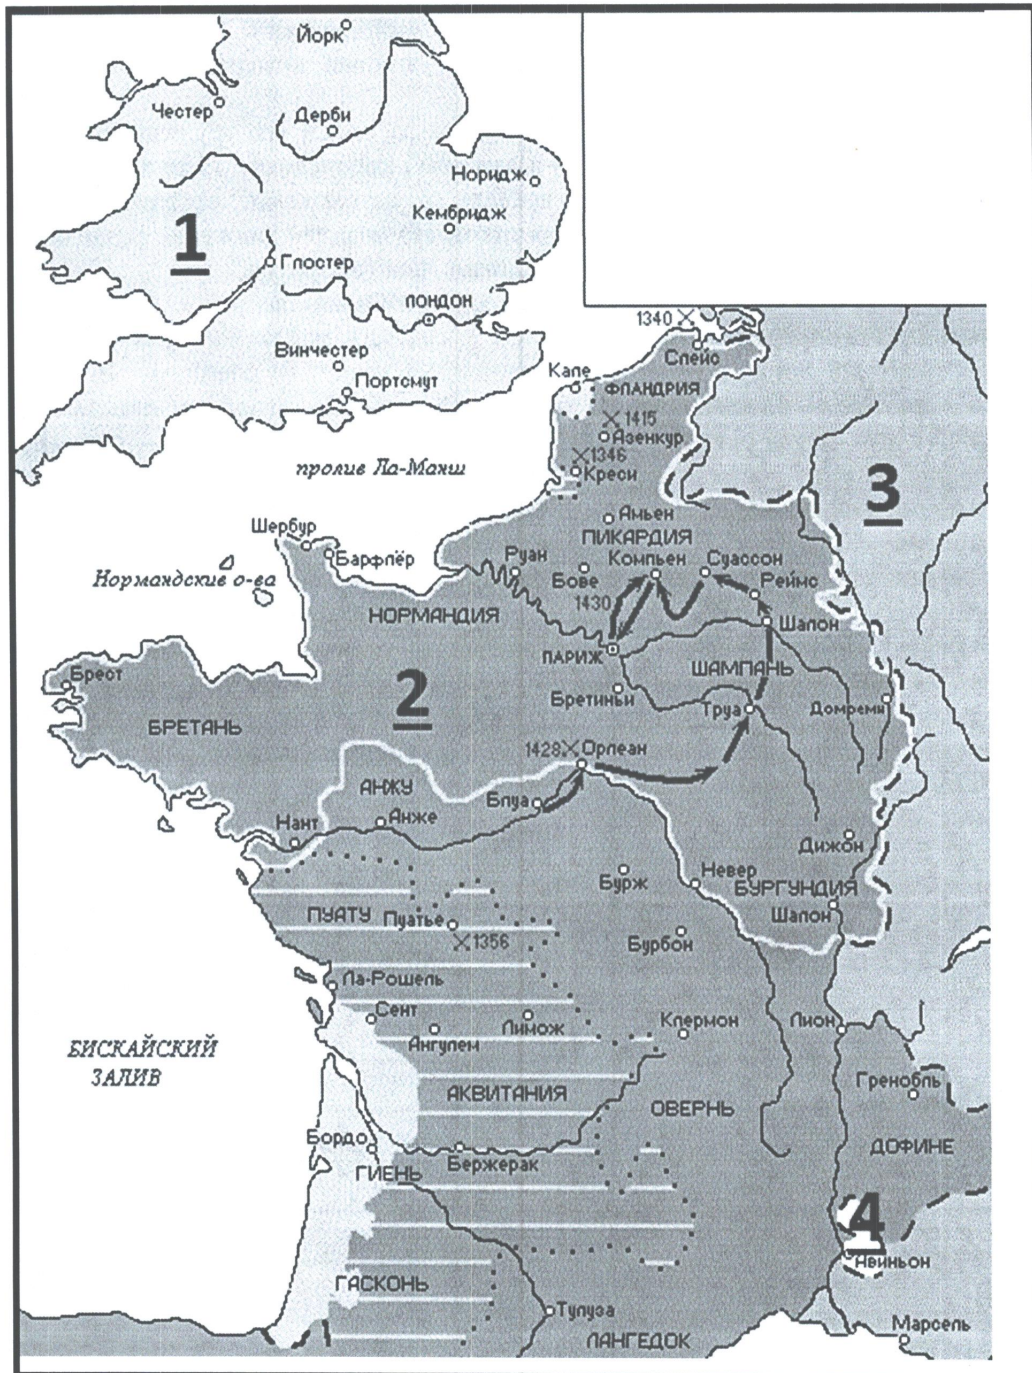 Йорк
Честер
Дерби
Норидж
Кембридж
1
Глостер
ЛОНДОН
Винчестер
Портсмут
1340
Слейс
Кале
ФЛАНДРИЯ
1415
Азенкур
1346
Креси
пролив Ла-Манш
3
Шербур
Барфлёр
Амьен
ПИКАРДИЯ
Руан
Компьен
Суассон
Бове
Реймс
Нормандские о-ва
1430
НОРМАНДИЯ
Шалон
ПАРИЖ
ШАМПАНЬ
Брест
2
Бретиньи
Труа
Домреми
БРЕТАНЬ
1428
Орлеан
АНЖУ
Блуа
Анже
Нант
Дижон
Бурж
Невер
БУРГУНДИЯ
ПУАТУ
Пуатье
Шалон
1356
Бурбон
Ла-Рошель
Сент
Лимож
Клермон
Лион
Ангулем
БИСКАЙСКИЙ
ЗАЛИВ
Гренобль
АКВИТАНИЯ
ОВЕРНЬ
Бордо
ДОФИНЕ
Бержерак
ГИЕНЬ
4
Авиньон
ГАСКОНЬ
Тулуза
Марсель
ЛАНГЕДОК